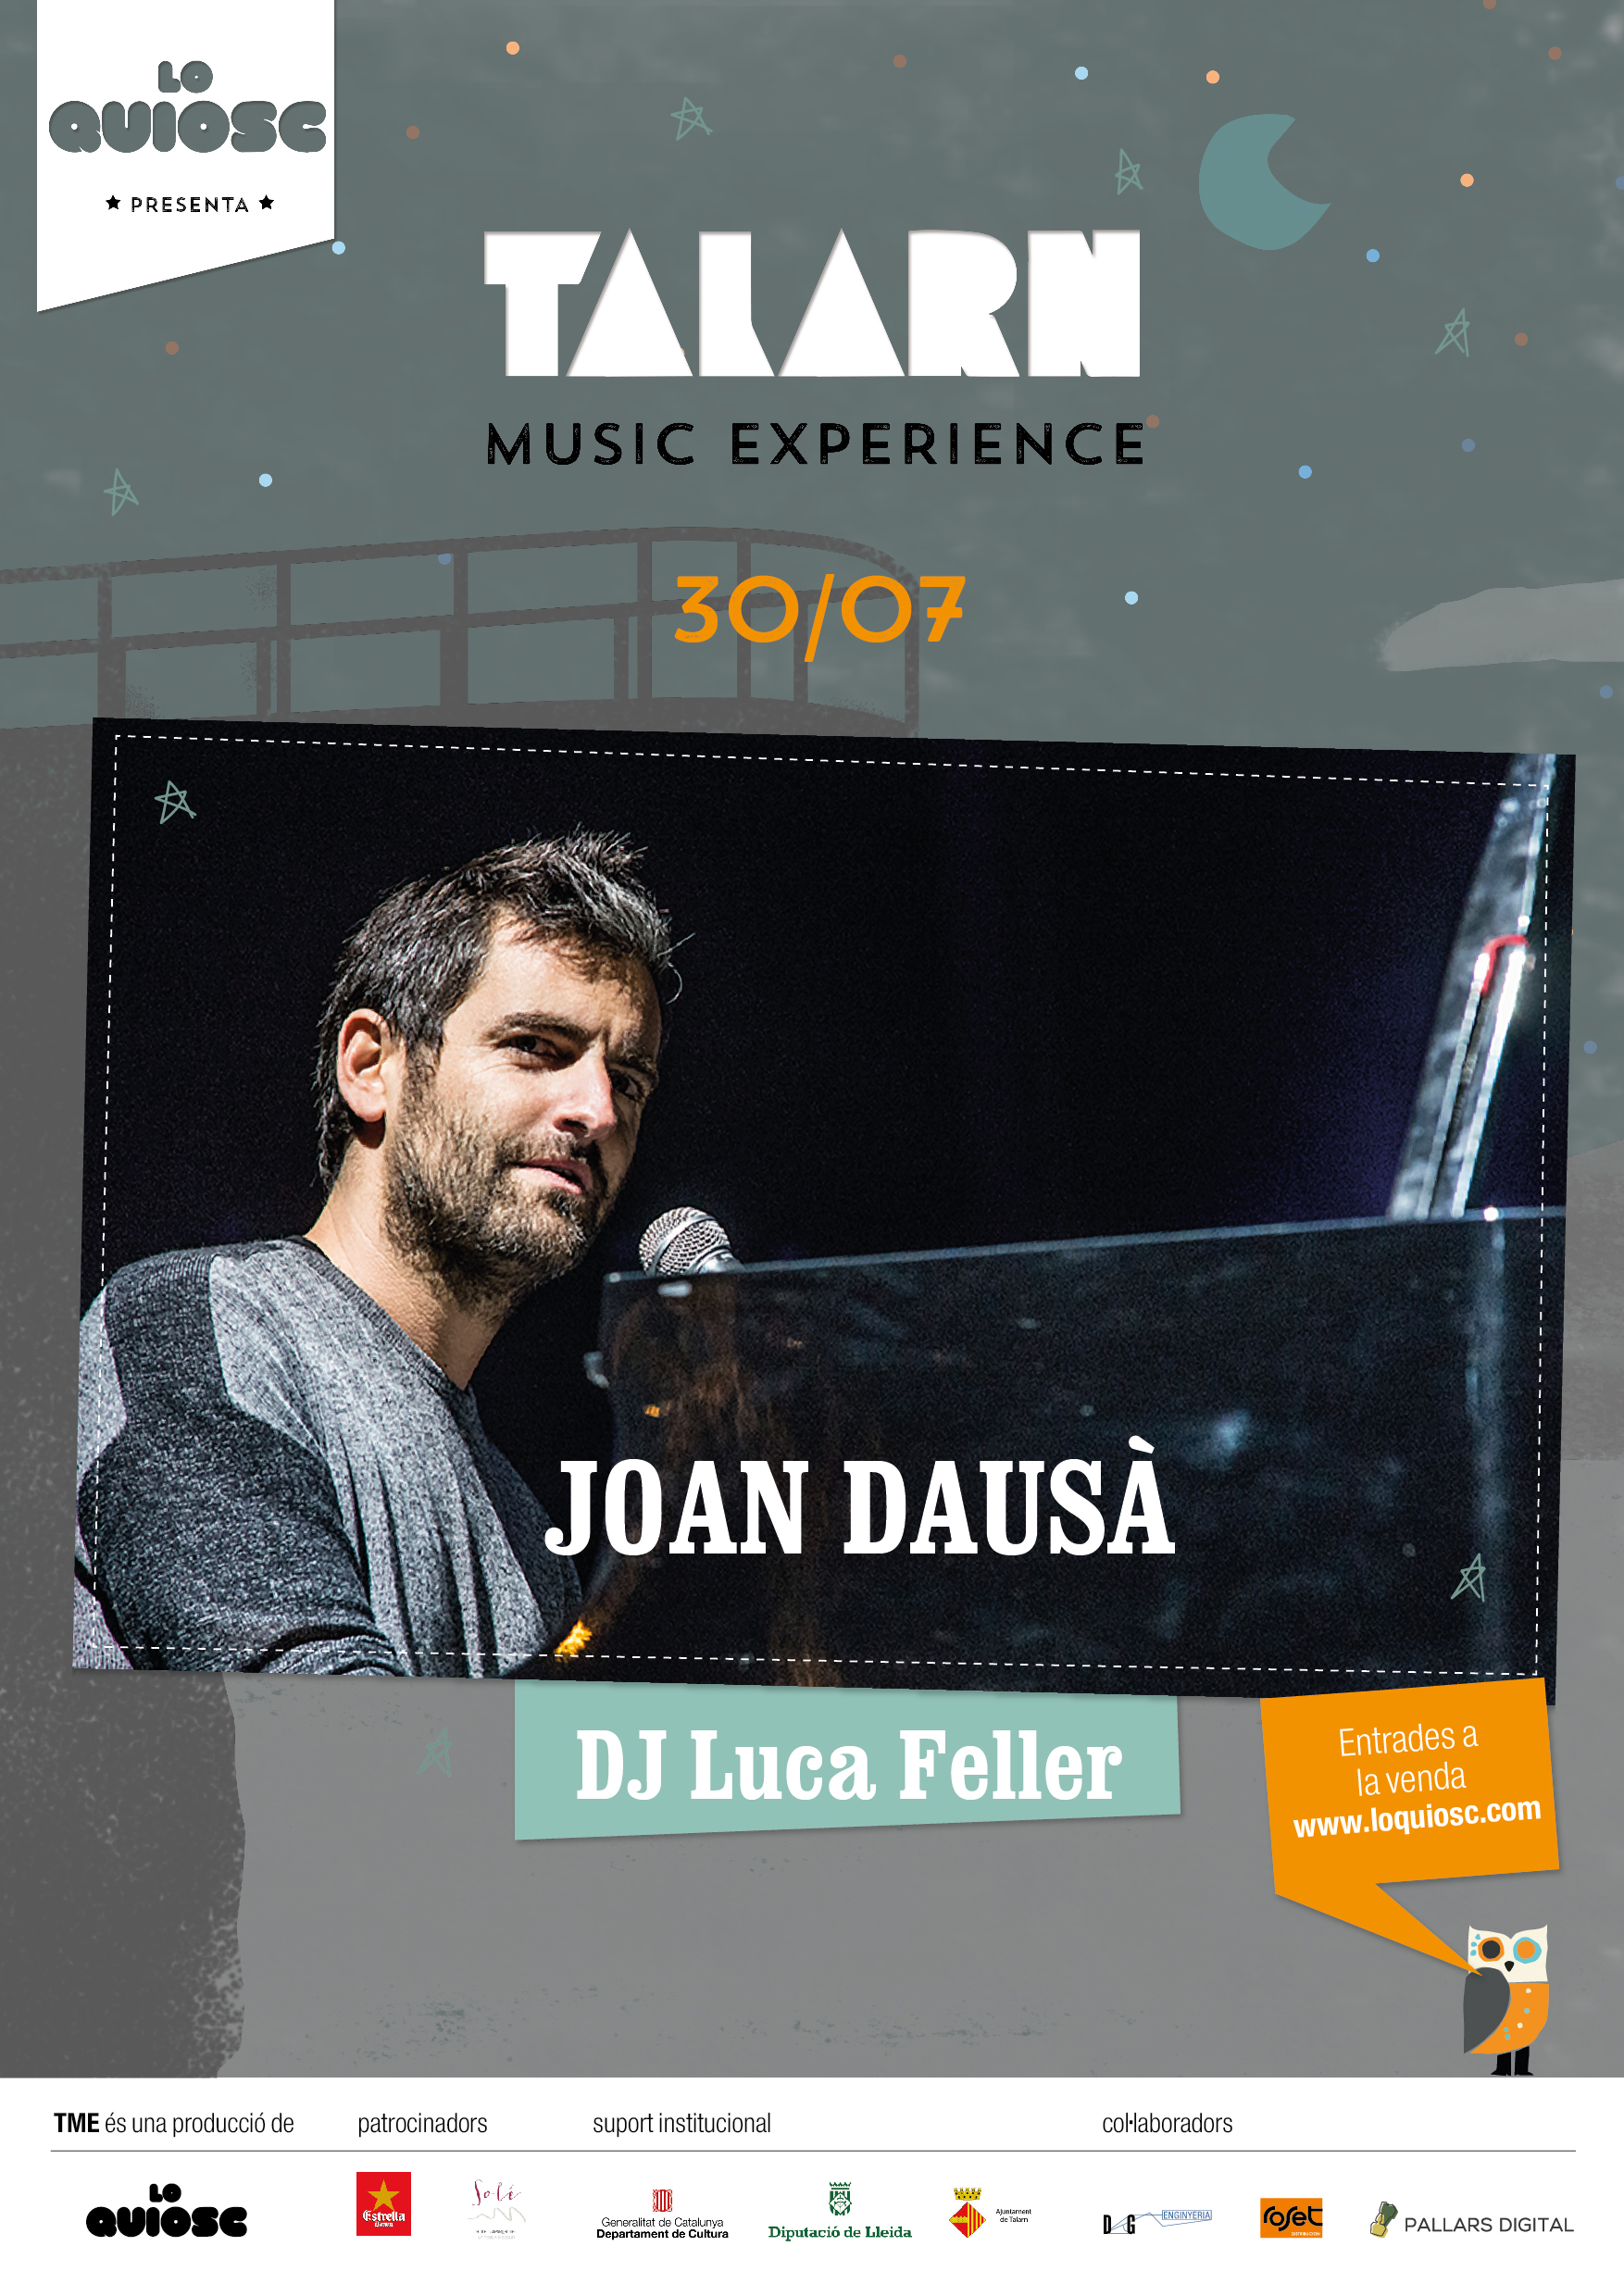 LO
QUIOSC
PRESENTA
TALARN
MUSIC EXPERIENCE
30/07
JOAN DAUSÀ
DJ Luca Feller
Entrades a
la venda
www.loquiosc.com
TME és una producció de
patrocinadors
suport institucional
col·laboradors
LO
QUIOSC
Estrella
Damm
Solé
Generalitat de Catalunya
Departament de Cultura
Diputació de Lleida
Ajuntament
de Talarn
D G
ENGINYERIA
roset
PALLARS DIGITAL